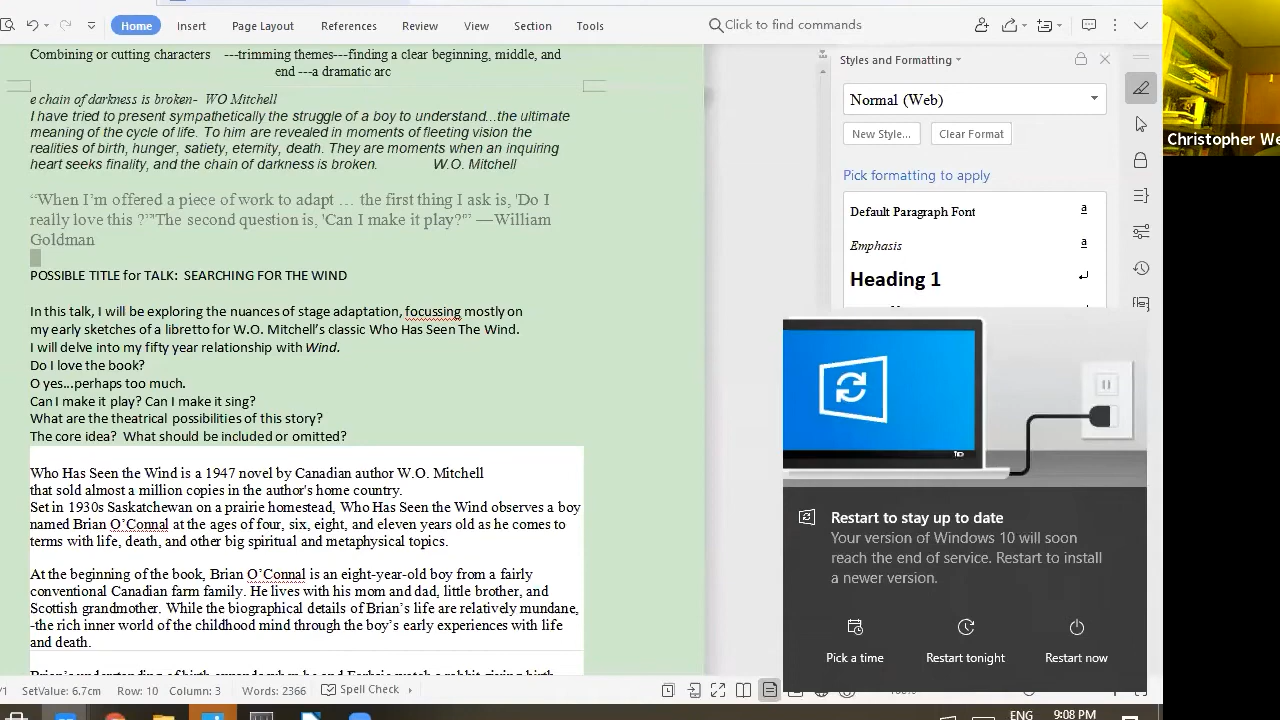 Home
Insert
Page Layout
References
Review
View
Section
Tools
Click to find commands
Combining or cutting characters ---trimming themes---finding a clear beginning, middle, and
end ---a dramatic arc
e chain of darkness is broken- WO Mitchell
I have tried to present sympathetically the struggle of a boy to understand...the ultimate
meaning of the cycle of life. To him are revealed in moments of fleeting vision the
realities of birth, hunger, satiety, eternity, death. They are moments when an inquiring
heart seeks finality, and the chain of darkness is broken. W.O. Mitchell
“When I’m offered a piece of work to adapt … the first thing I ask is, 'Do I
really love this ?'”"The second question is, 'Can I make it play?'” —William
Goldman
POSSIBLE TITLE for TALK: SEARCHING FOR THE WIND
In this talk, I will be exploring the nuances of stage adaptation, focussing mostly on
my early sketches of a libretto for W.O. Mitchell’s classic Who Has Seen The Wind.
I will delve into my fifty year relationship with Wind.
Do I love the book?
O yes...perhaps too much.
Can I make it play? Can I make it sing?
What are the theatrical possibilities of this story?
The core idea? What should be included or omitted?
Who Has Seen the Wind is a 1947 novel by Canadian author W.O. Mitchell
that sold almost a million copies in the author's home country.
Set in 1930s Saskatchewan on a prairie homestead, Who Has Seen the Wind observes a boy
named Brian O’Connal at the ages of four, six, eight, and eleven years old as he comes to
terms with life, death, and other big spiritual and metaphysical topics.
At the beginning of the book, Brian O’Connal is an eight-year-old boy from a fairly
conventional Canadian farm family. He lives with his mom and dad, little brother, and
Scottish grandmother. While the biographical details of Brian’s life are relatively mundane,
-the rich inner world of the childhood mind through the boy’s early experiences with life
and death.
Styles and Formatting
Normal (Web)
New Style...
Clear Format
Pick formatting to apply
Default Paragraph Font
Emphasis
Heading 1
Christopher We
Restart to stay up to date
Your version of Windows 10 will soon
reach the end of service. Restart to install
a newer version.
Pick a time
Restart tonight
Restart now
/1
SetValue: 6.7cm
Row: 10
Column: 3
Words: 2366
Spell Check
ENG
9:08 PM